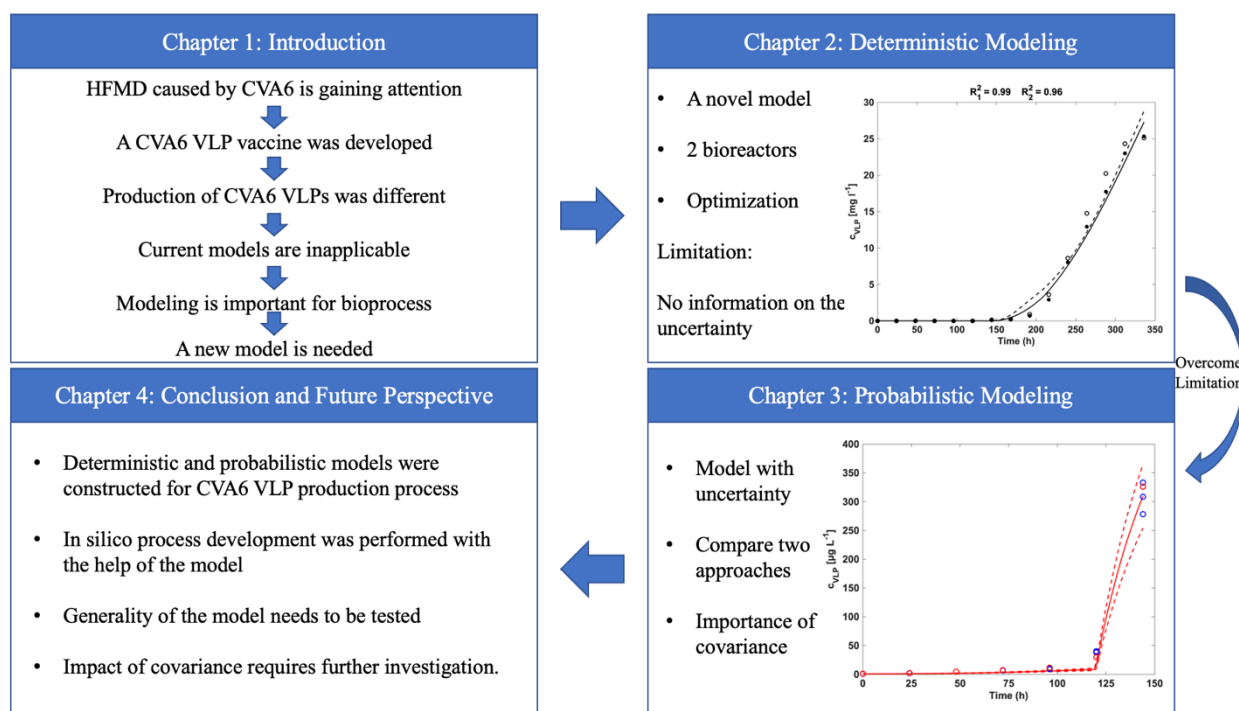 Chapter 1: Introduction
HFMD caused by CVA6 is gaining attention
A CVA6 VLP vaccine was developed
Production of CVA6 VLPs was different
Current models are inapplicable
Modeling is important for bioprocess
A new model is needed
Chapter 2: Deterministic Modeling
• A novel model
• 2 bioreactors
• Optimization
Limitation:
No information on the
uncertainty
R₁² = 0.99 R₂² = 0.96
c_VLP [mg l⁻¹]
30
25
20
15
10
5
0
0 50 100 150 200 250 300 350
Time (h)
Overcome
Limitation
Chapter 3: Probabilistic Modeling
• Model with
uncertainty
• Compare two
approaches
• Importance of
covariance
c_VLP [µg L⁻¹]
400
350
300
250
200
150
100
50
0
0 25 50 75 100 125 150
Time (h)
Chapter 4: Conclusion and Future Perspective
• Deterministic and probabilistic models were
constructed for CVA6 VLP production process
• In silico process development was performed with
the help of the model
• Generality of the model needs to be tested
• Impact of covariance requires further investigation.